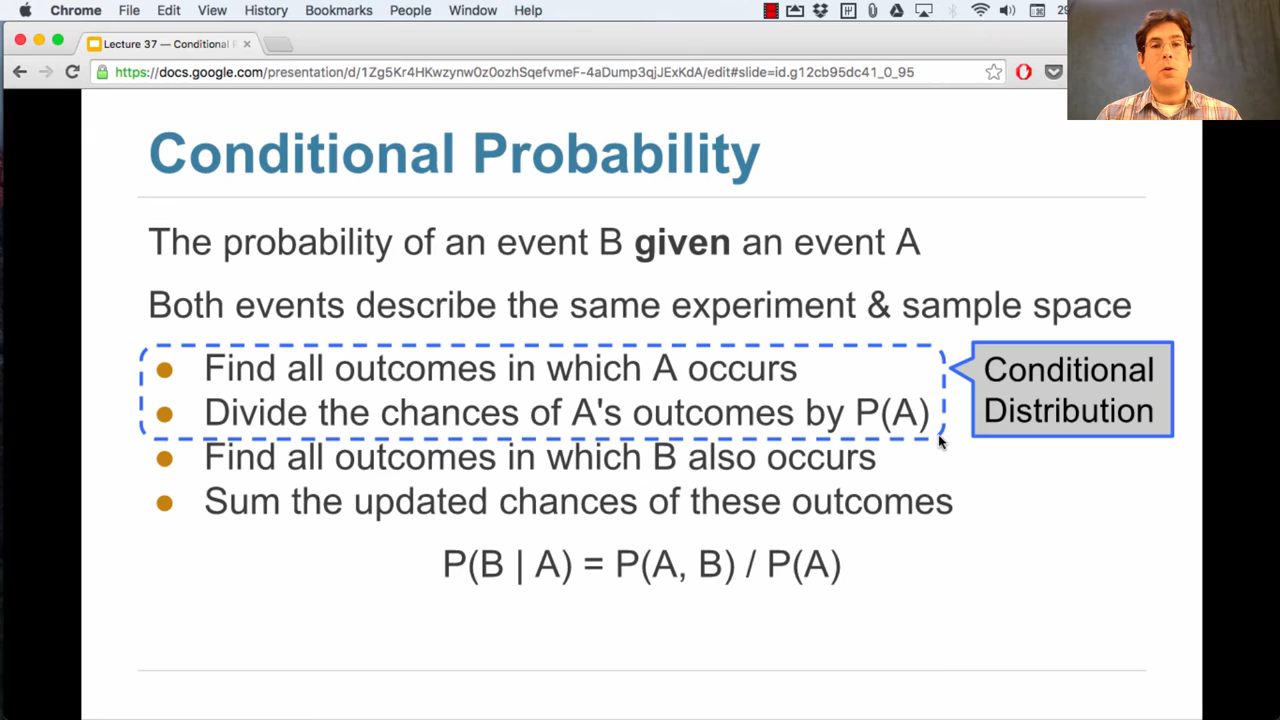 Chrome File Edit View History Bookmarks People Window Help
Lecture 37 — Conditional
https://docs.google.com/presentation/d/1Zg5Kr4HKwzynw0z0ozhSqefvmeF-4aDump3qjJExKdA/edit#slide=id.g12cb95dc41_0_95
Conditional Probability
The probability of an event B given an event A
Both events describe the same experiment & sample space
● Find all outcomes in which A occurs
● Divide the chances of A's outcomes by P(A)
Conditional
Distribution
● Find all outcomes in which B also occurs
● Sum the updated chances of these outcomes
P(B | A) = P(A, B) / P(A)